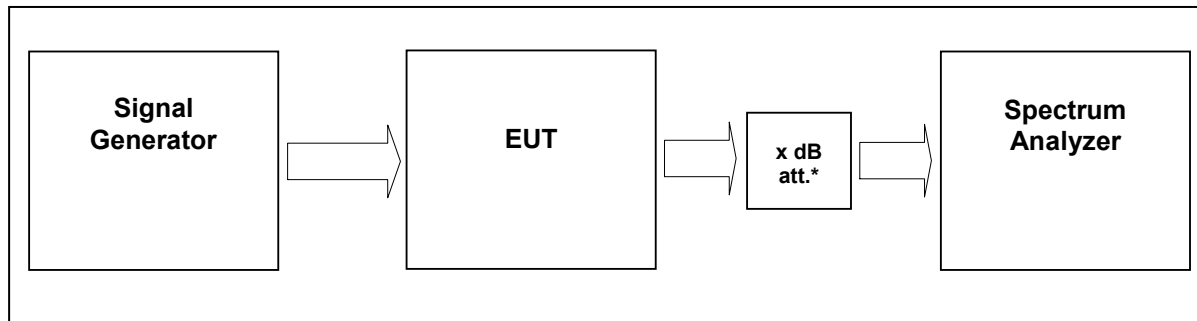 Signal
Generator
EUT
x dB
att.*
Spectrum
Analyzer